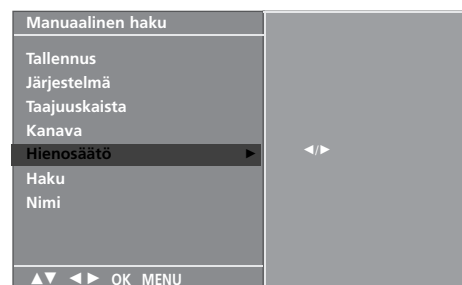 Manuaalinen haku
Tallennus
Järjestelmä
Taajuuskaista
Kanava
Hienosäätö ►
◄/►
Haku
Nimi
▲▼ ◄► OK MENU